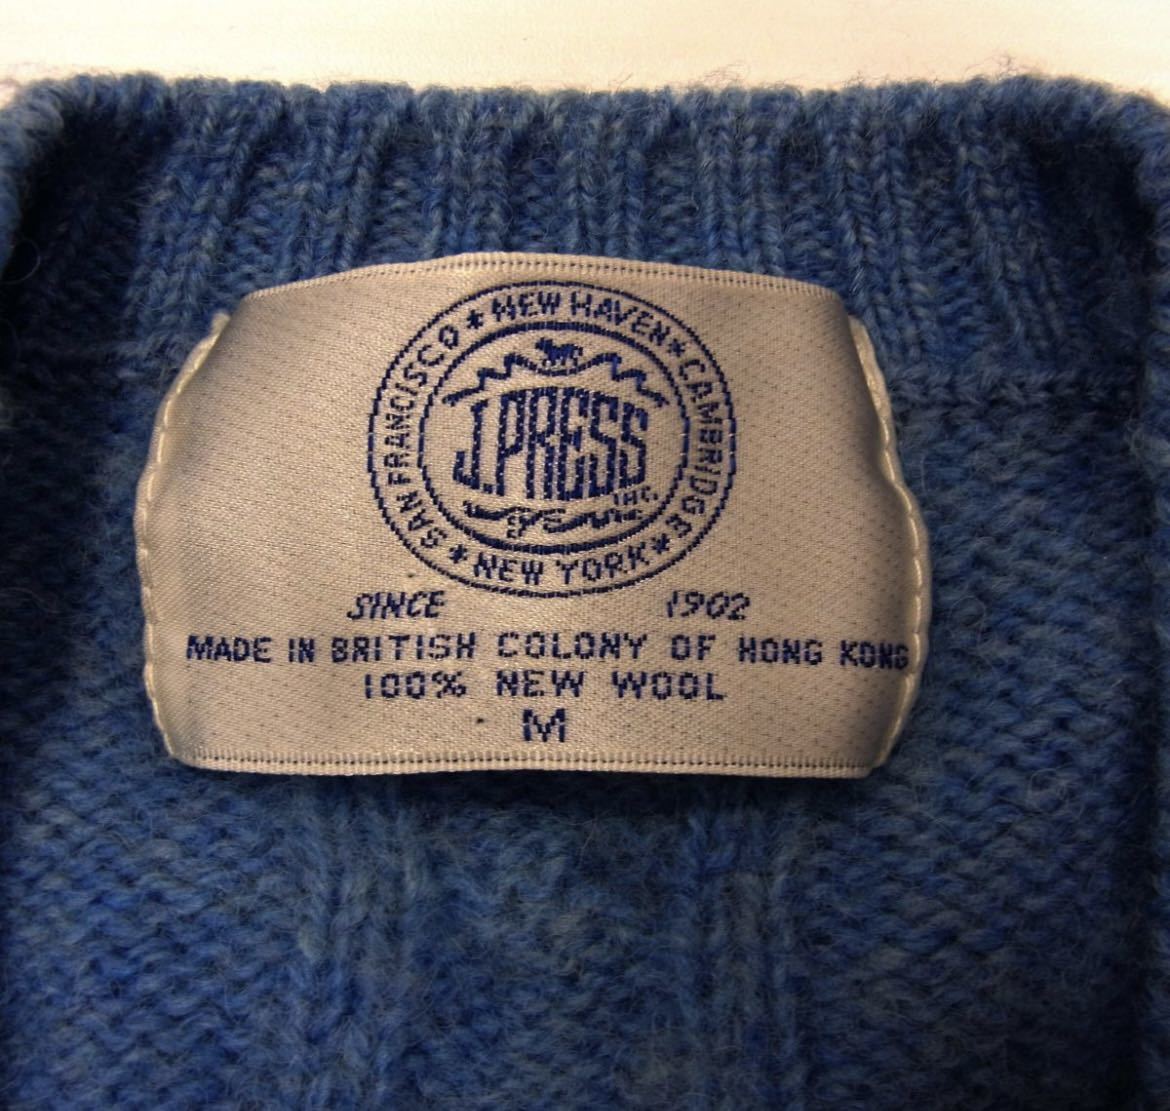 SAN FRANCISCO * NEW HAVEN * CAMBRIDGE * NEW YORK *
J. PRESS
INC.
SINCE 1902
MADE IN BRITISH COLONY OF HONG KONG
100% NEW WOOL
M